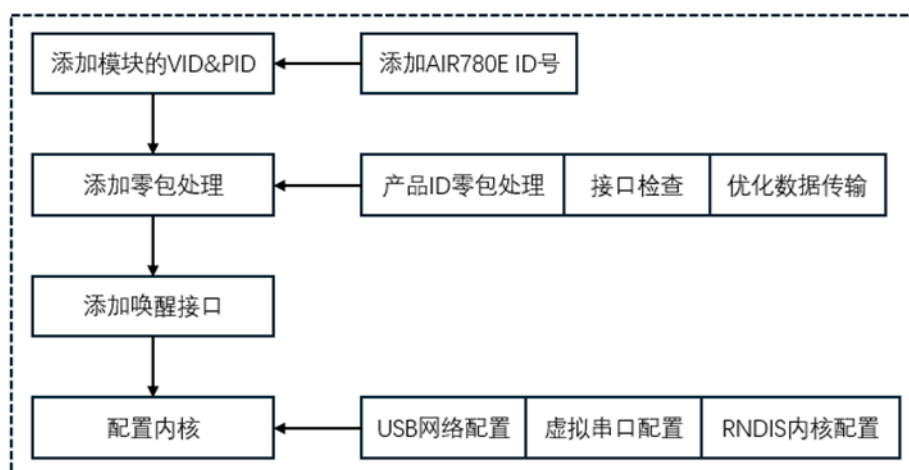 添加模块的VID&PID
添加AIR780E ID号
添加零包处理
产品ID零包处理
接口检查
优化数据传输
添加唤醒接口
配置内核
USB网络配置
虚拟串口配置
RNDIS内核配置